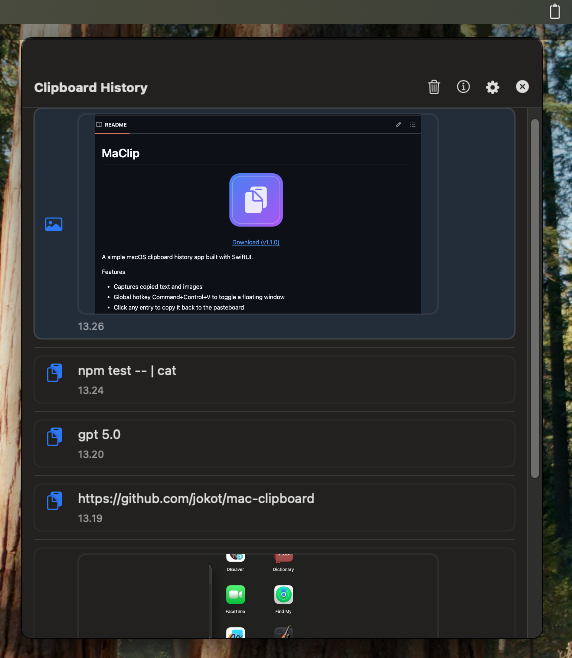 Clipboard History
README
MaClip
Download (v1.1.0)
A simple macOS clipboard history app built with SwiftUI.
Features
Captures copied text and images
Global hotkey Command+Control+V to toggle a floating window
Click any entry to copy it back to the pasteboard
13.26
npm test -- | cat
13.24
gpt 5.0
13.20
https://github.com/jokot/mac-clipboard
13.19
DBeaver Dictionary
FaceTime Find My